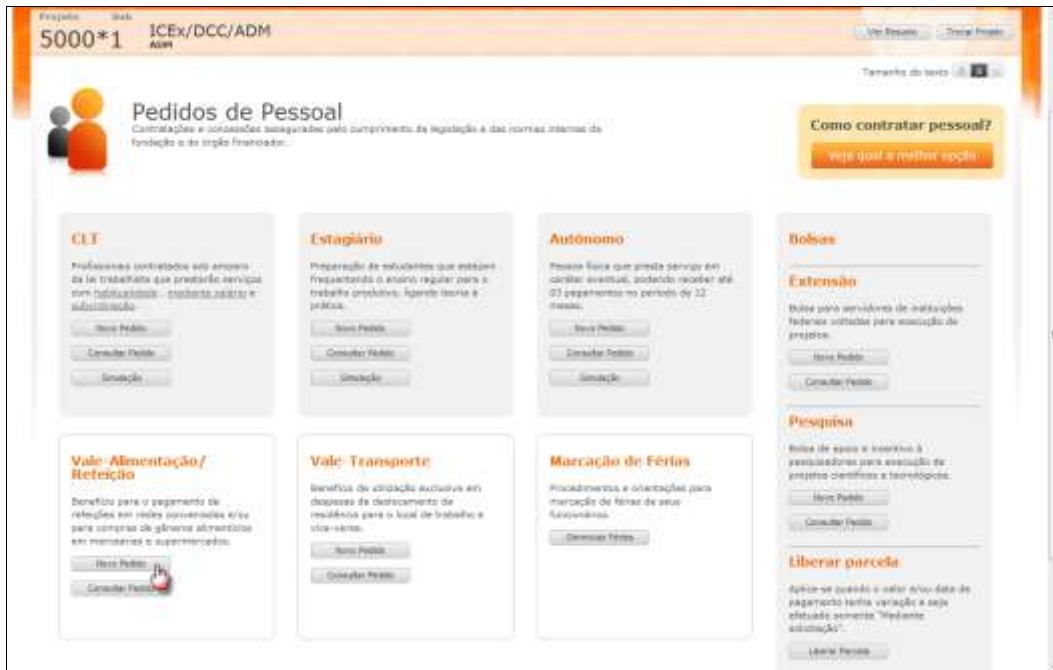 Projeto Sub
5000*1 ICEx/DCC/ADM
ADM
Ver Resumo Trocar Projeto
Tamanho do texto
Pedidos de Pessoal
Contratações e concessões asseguradas pelo cumprimento da legislação e das normas internas da
fundação e do órgão financiador.
Como contratar pessoal?
Veja qual a melhor opção
CLT
Profissionais contratados sob amparo
da lei trabalhista que prestarão serviços
com habitualidade, mediante salário e
subordinação.
Novo Pedido
Consultar Pedido
Simulação
Estagiário
Preparação de estudantes que estejam
frequentando o ensino regular para o
trabalho produtivo, ligando teoria à
prática.
Novo Pedido
Consultar Pedido
Simulação
Autônomo
Pessoa física que presta serviço em
caráter eventual, podendo receber até
03 pagamentos no período de 12
meses.
Novo Pedido
Consultar Pedido
Simulação
Bolsas
Extensão
Bolsa para servidores de instituições
federais voltadas para execução de
projetos.
Novo Pedido
Consultar Pedido
Pesquisa
Bolsa de apoio e incentivo à
pesquisadores para execução de
projetos científicos e tecnológicos.
Novo Pedido
Consultar Pedido
Liberar parcela
Aplica-se quando o valor e/ou data de
pagamento tenha variação e seja
efetuado somente "Mediante
solicitação".
Liberar Parcela
Vale-Alimentação/
Refeição
Benefício para o pagamento de
refeições em redes conveniadas e/ou
para compras de gêneros alimentícios
em mercearias e supermercados.
Novo Pedido
Consultar Pedido
Vale-Transporte
Benefício de utilização exclusiva em
despesas de deslocamento de
residência para o local de trabalho e
vice-versa.
Novo Pedido
Consultar Pedido
Marcação de Férias
Procedimentos e orientações para
marcação de férias de seus
funcionários.
Gerenciar Férias